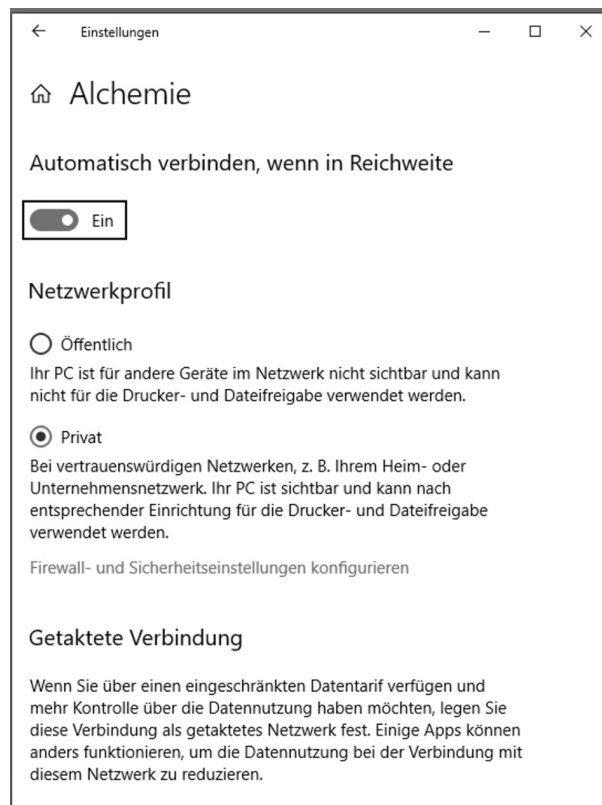 Einstellungen
Alchemie
Automatisch verbinden, wenn in Reichweite
Ein
Netzwerkprofil
Öffentlich
Ihr PC ist für andere Geräte im Netzwerk nicht sichtbar und kann
nicht für die Drucker- und Dateifreigabe verwendet werden.
Privat
Bei vertrauenswürdigen Netzwerken, z. B. Ihrem Heim- oder
Unternehmensnetzwerk. Ihr PC ist sichtbar und kann nach
entsprechender Einrichtung für die Drucker- und Dateifreigabe
verwendet werden.
Firewall- und Sicherheitseinstellungen konfigurieren
Getaktete Verbindung
Wenn Sie über einen eingeschränkten Datentarif verfügen und
mehr Kontrolle über die Datennutzung haben möchten, legen Sie
diese Verbindung als getaktetes Netzwerk fest. Einige Apps können
anders funktionieren, um die Datennutzung bei der Verbindung mit
diesem Netzwerk zu reduzieren.